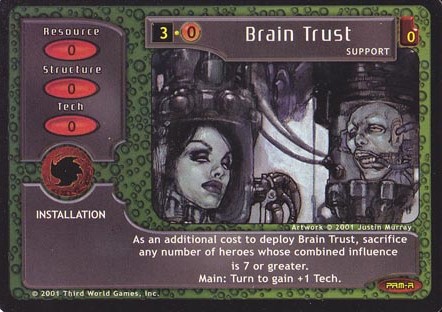 Resource
0
Structure
0
Tech
0
3 • 0
Brain Trust
SUPPORT
0
INSTALLATION
Artwork © 2001 Justin Murray
As an additional cost to deploy Brain Trust, sacrifice
any number of heroes whose combined influence
is 7 or greater.
Main: Turn to gain +1 Tech.
PRM-R
© 2001 Third World Games, Inc.